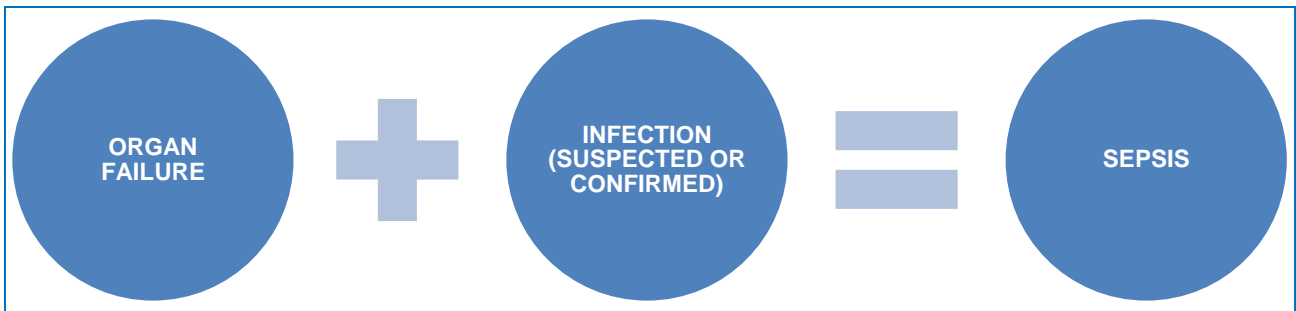 ORGAN
FAILURE
INFECTION
(SUSPECTED OR
CONFIRMED)
SEPSIS